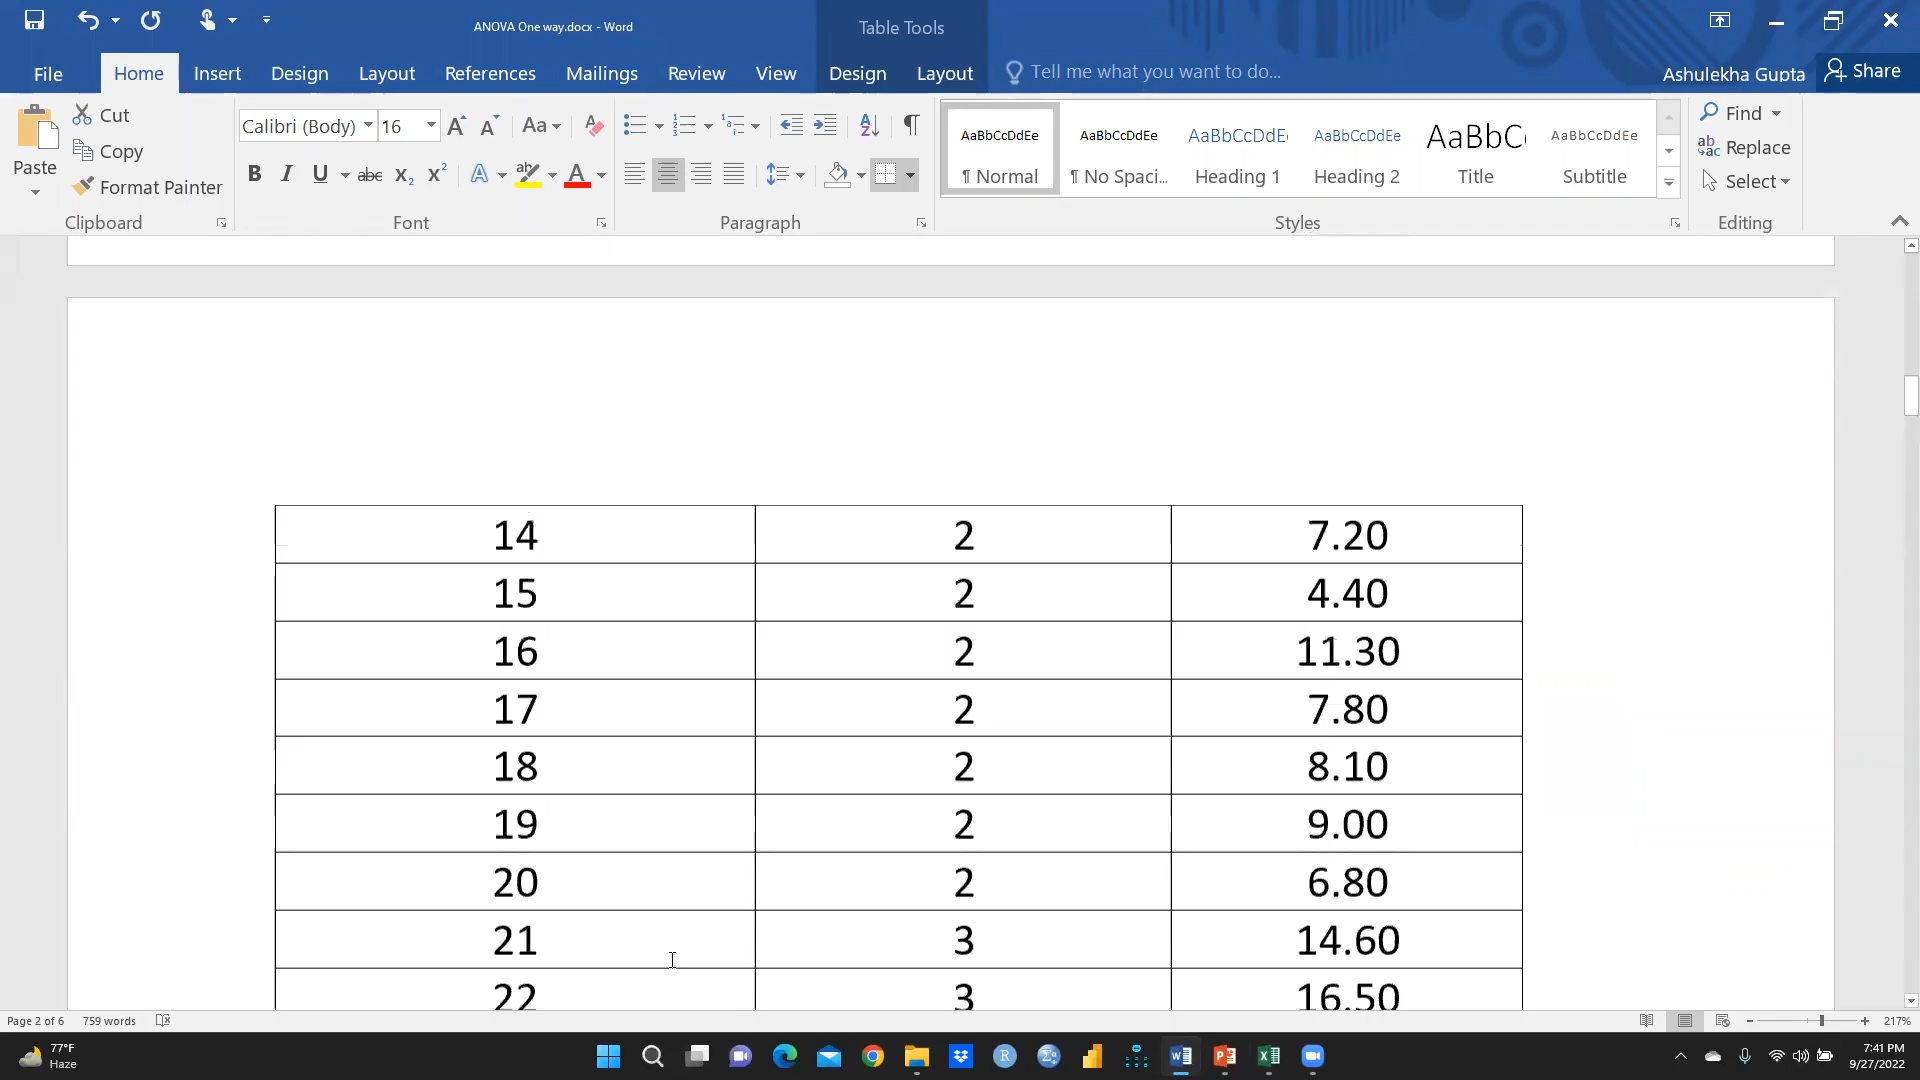 ANOVA One way.docx - Word
Table Tools
File Home Insert Design Layout References Mailings Review View Design Layout Tell me what you want to do... Ashulekha Gupta Share
Paste
Cut
Copy
Format Painter
Clipboard
Calibri (Body) 16
Font
Paragraph
AaBbCcDdEe AaBbCcDdEe AaBbCcDdE AaBbCcDdEe AaBbC AaBbCcDdEe
¶ Normal ¶ No Spaci... Heading 1 Heading 2 Title Subtitle
Styles
Find
Replace
Select
Editing
14 2 7.20
15 2 4.40
16 2 11.30
17 2 7.80
18 2 8.10
19 2 9.00
20 2 6.80
21 3 14.60
22 3 16.50
Page 2 of 6 759 words 217%
77°F
Haze
7:41 PM
9/27/2022